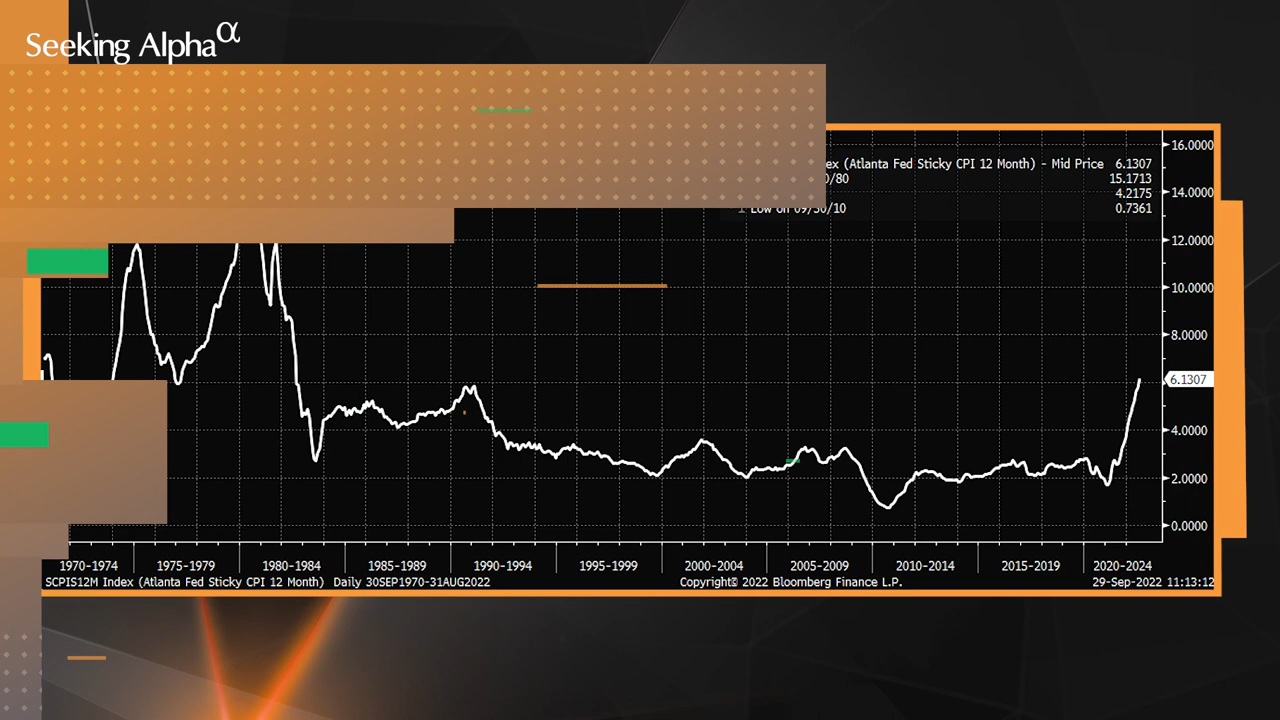 Seeking Alphaα
ex (Atlanta Fed Sticky CPI 12 Month) - Mid Price 6.1307
0/80 15.1713
4.2175
Low on 09/30/10 0.7361
16.0000
14.0000
12.0000
10.0000
8.0000
6.1307
4.0000
2.0000
0.0000
1970-1974 1975-1979 1980-1984 1985-1989 1990-1994 1995-1999 2000-2004 2005-2009 2010-2014 2015-2019 2020-2024
SCPIS12M Index (Atlanta Fed Sticky CPI 12 Month) Daily 30SEP1970-31AUG2022 Copyright© 2022 Bloomberg Finance L.P. 29-Sep-2022 11:13:12